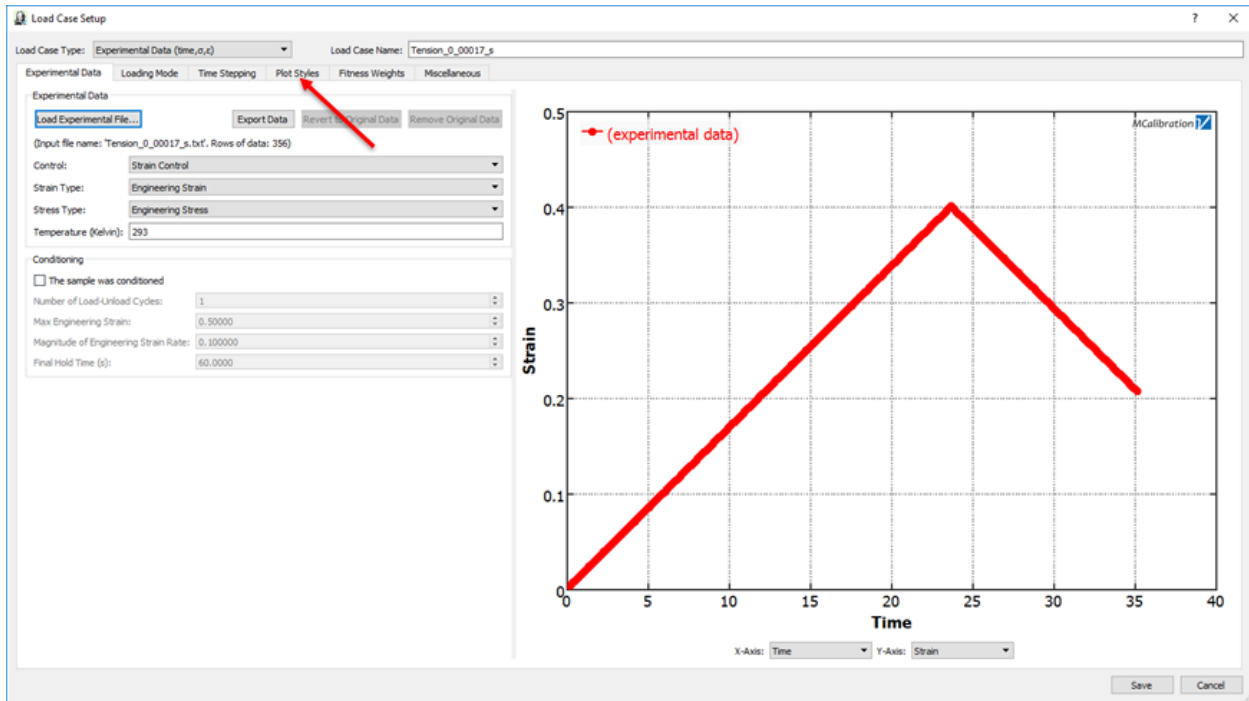 Load Case Setup
? X
Load Case Type: Experimental Data (time,σ,ε) Load Case Name: Tension_0_00017_s
Experimental Data Loading Mode Time Stepping Plot Styles Fitness Weights Miscellaneous
Experimental Data
Load Experimental File... Export Data Revert to Original Data Remove Original Data
(Input file name: 'Tension_0_00017_s.txt'. Rows of data: 356)
Control: Strain Control
Strain Type: Engineering Strain
Stress Type: Engineering Stress
Temperature (Kelvin): 293
Conditioning
The sample was conditioned
Number of Load-Unload Cycles: 1
Max Engineering Strain: 0.50000
Magnitude of Engineering Strain Rate: 0.100000
Final Hold Time (s): 60.0000
MCalibration
(experimental data)
0.5
0.4
0.3
0.2
0.1
0
Strain
0 5 10 15 20 25 30 35 40
Time
X-Axis: Time Y-Axis: Strain
Save Cancel